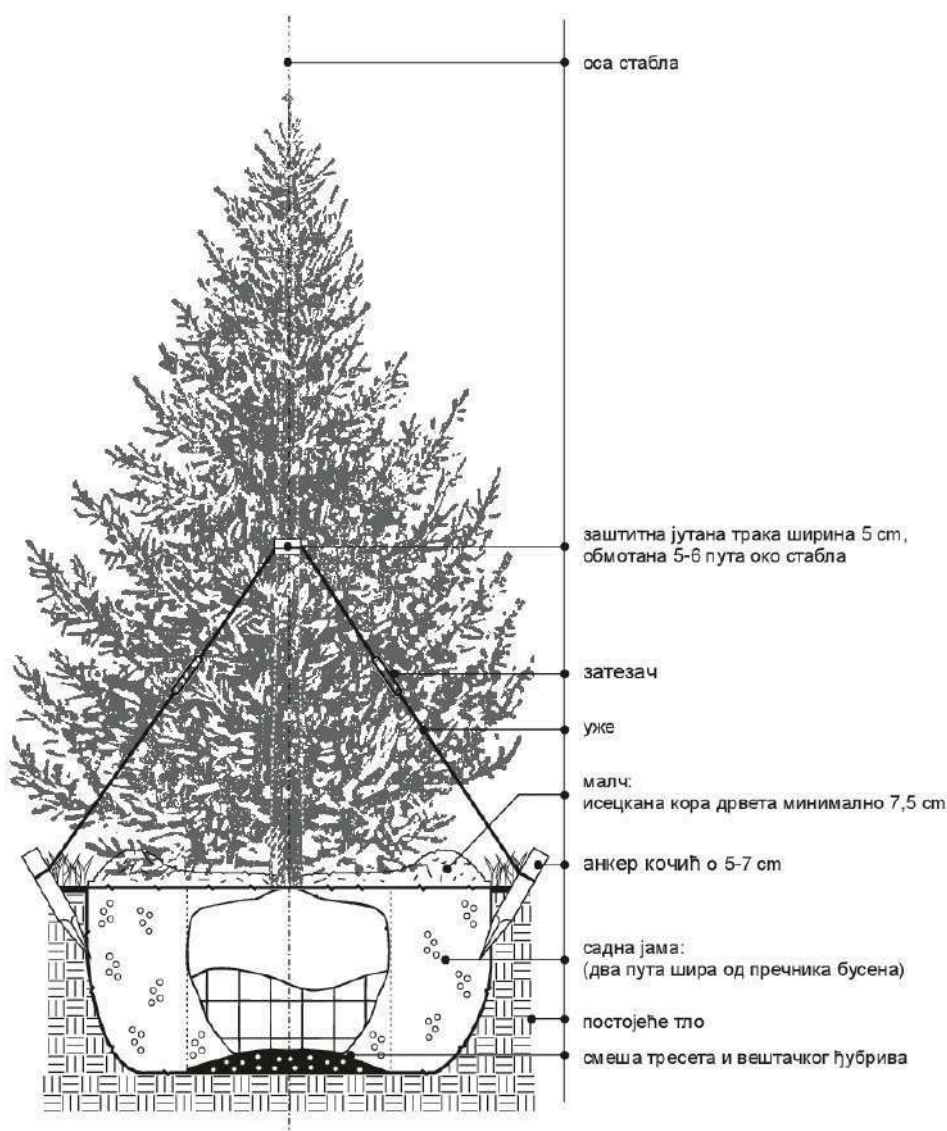 оса стабла
заштитна јутана трака ширина 5 cm,
обмотана 5-6 пута око стабла
затезач
уже
малч:
исецкана кора дрвета минимално 7,5 cm
анкер кочић о 5-7 cm
садна јама:
(два пута шира од пречника бусена)
постојеће тло
смеша тресета и вештачког ђубрива